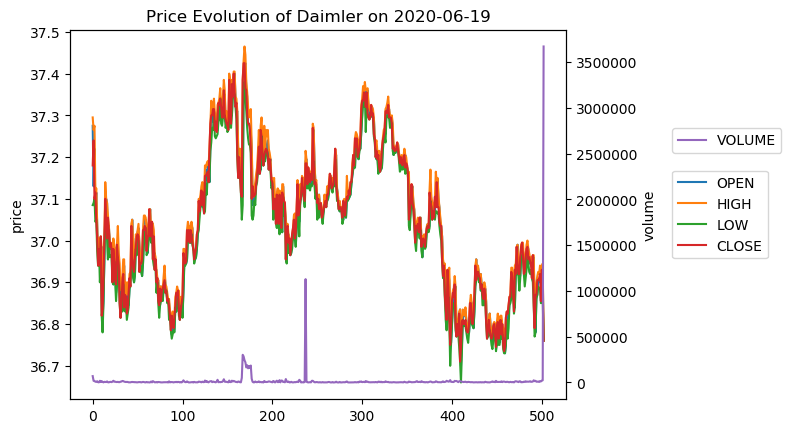 Price Evolution of Daimler on 2020-06-19
37.5
37.4
37.3
37.2
37.1
37.0
36.9
36.8
36.7
price
0
100
200
300
400
500
3500000
3000000
2500000
2000000
1500000
1000000
500000
0
volume
VOLUME
OPEN
HIGH
LOW
CLOSE